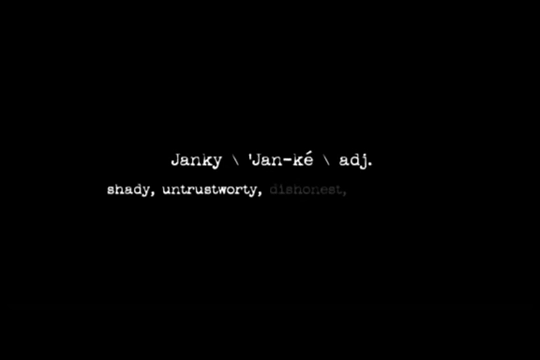 Janky \ 'Jan-ké \ adj.
shady, untrustworty, dishonest,